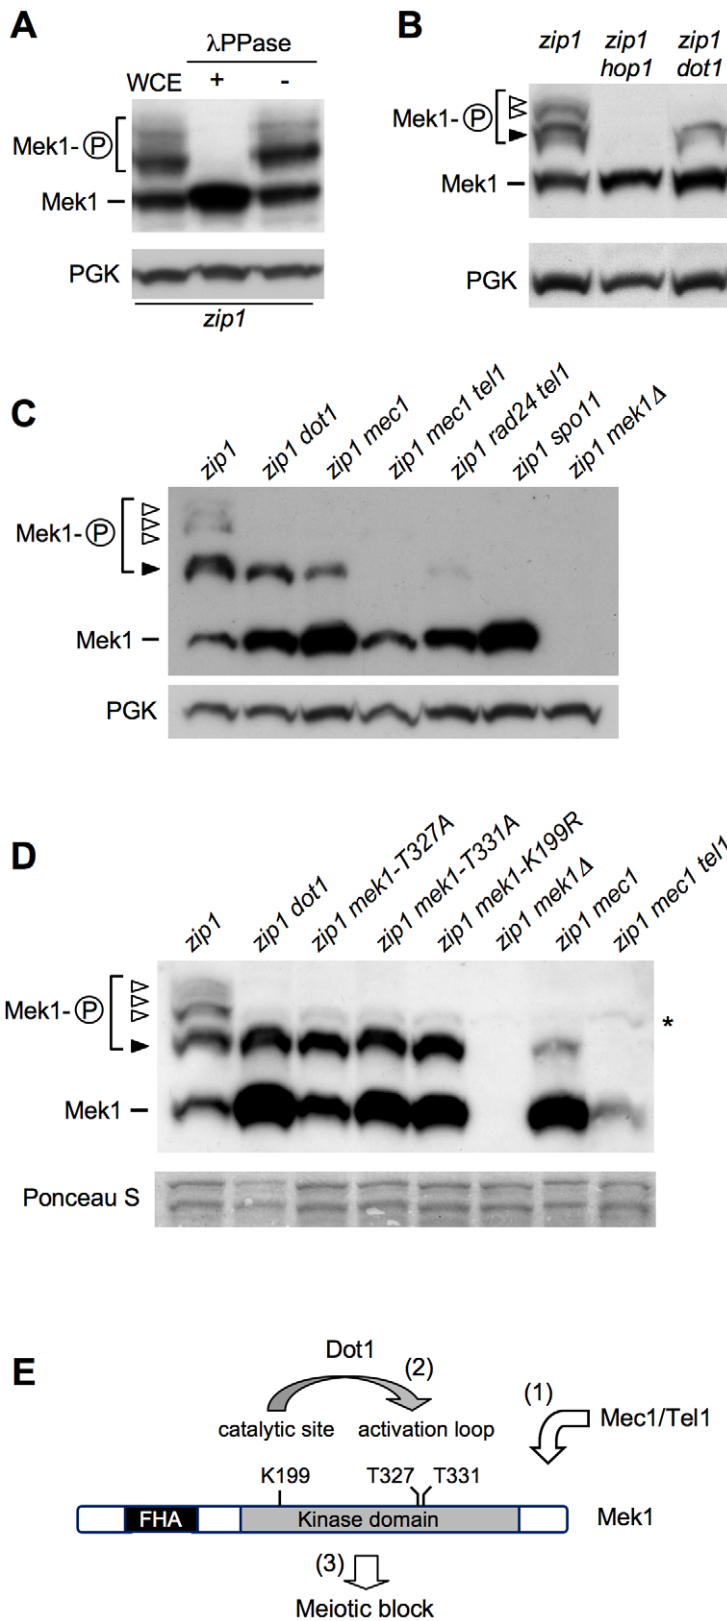 A
λPPase
WCE + -
Mek1-Ⓟ
Mek1
PGK
zip1
B
zip1 zip1 hop1 zip1 dot1
Mek1-Ⓟ
Mek1
PGK
C
zip1 zip1 dot1 zip1 mec1 zip1 mec1 tel1 zip1 rad24 tel1 zip1 spo11 zip1 mek1Δ
Mek1-Ⓟ
Mek1
PGK
D
zip1 zip1 dot1 zip1 mek1-T327A zip1 mek1-T331A zip1 mek1-K199R zip1 mek1Δ zip1 mec1 zip1 mec1 tel1
Mek1-Ⓟ
*
Mek1
Ponceau S
E
Dot1
(2)
(1)
catalytic site activation loop
Mec1/Tel1
K199 T327 T331
FHA Kinase domain Mek1
(3)
Meiotic block